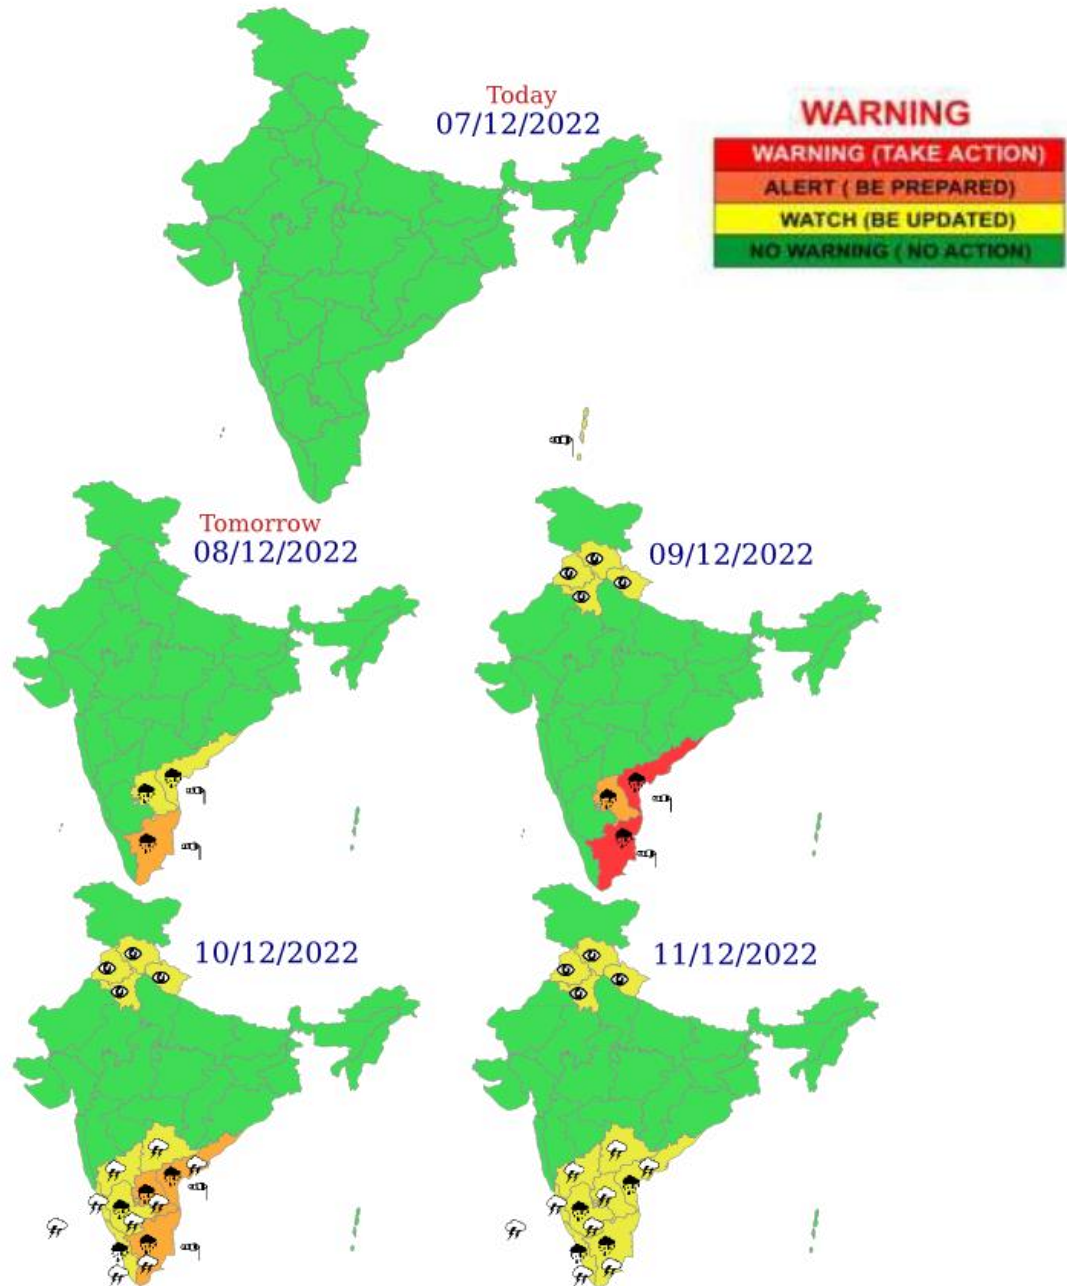 Today
07/12/2022
WARNING
WARNING (TAKE ACTION)
ALERT ( BE PREPARED)
WATCH (BE UPDATED)
NO WARNING ( NO ACTION)
Tomorrow
08/12/2022
09/12/2022
10/12/2022
11/12/2022